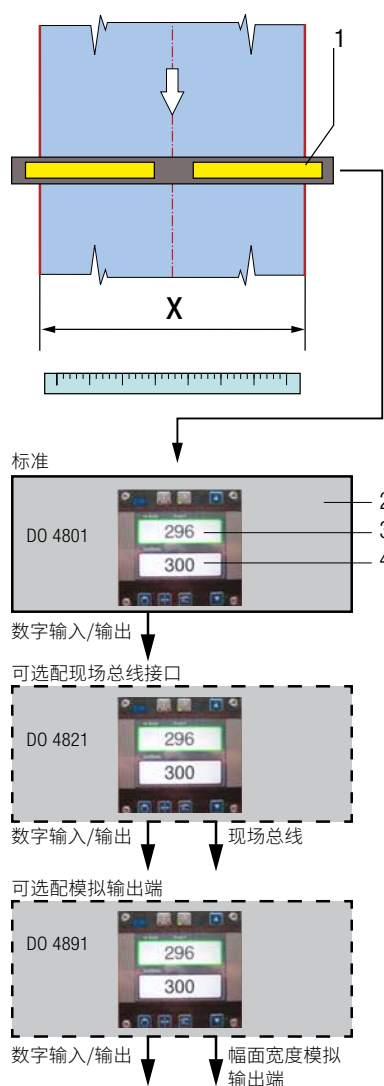 1
X
标准
DO 4801
296
300
2
3
4
数字输入/输出
可选配现场总线接口
DO 4821
296
300
数字输入/输出
现场总线
可选配模拟输出端
DO 4891
296
300
数字输入/输出
幅面宽度模拟
输出端